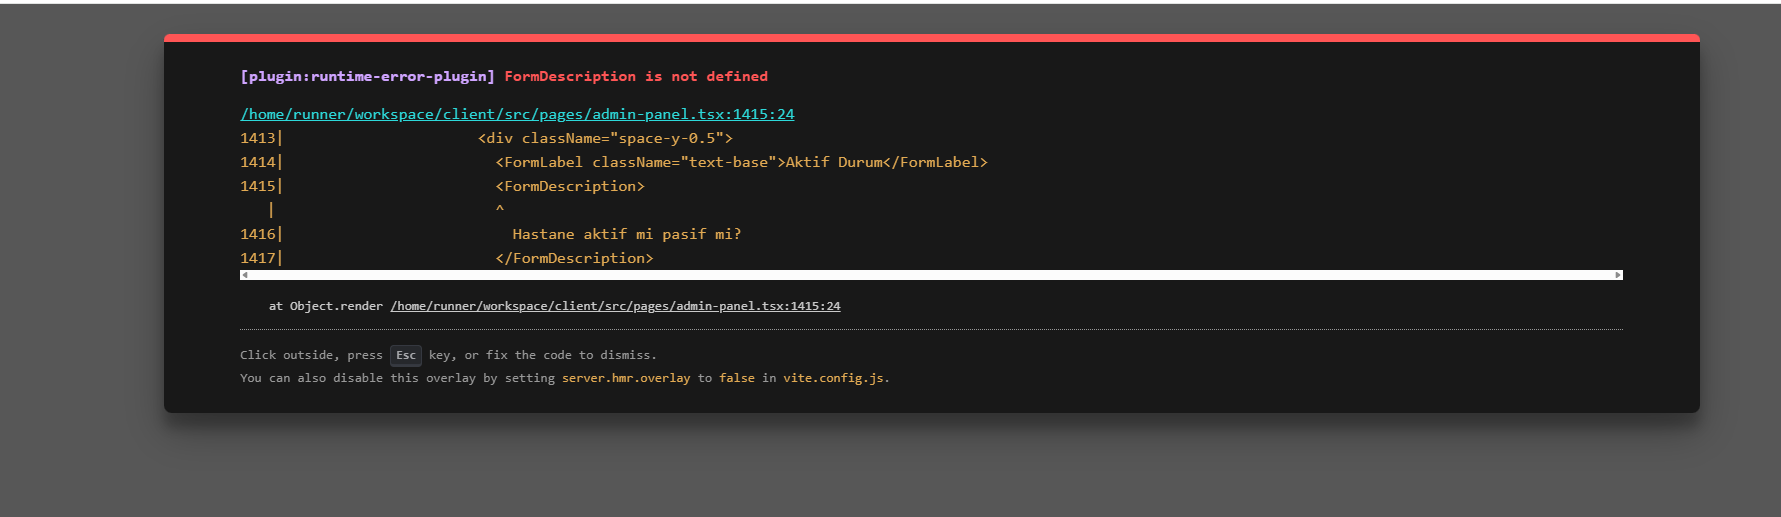 [plugin:runtime-error-plugin] FormDescription is not defined
/home/runner/workspace/client/src/pages/admin-panel.tsx:1415:24
1413|                      <div className="space-y-0.5">
1414|                        <FormLabel className="text-base">Aktif Durum</FormLabel>
1415|                        <FormDescription>
   |                        ^
1416|                          Hastane aktif mi pasif mi?
1417|                        </FormDescription>
at Object.render /home/runner/workspace/client/src/pages/admin-panel.tsx:1415:24
Click outside, press Esc key, or fix the code to dismiss.
You can also disable this overlay by setting server.hmr.overlay to false in vite.config.js.